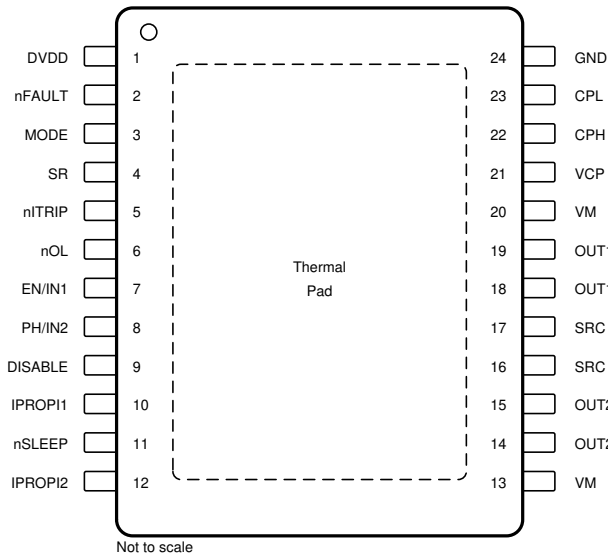 DVDD 1 24 GND
nFAULT 2 23 CPL
MODE 3 22 CPH
SR 4 21 VCP
nITRIP 5 20 VM
nOL 6 19 OUT1
EN/IN1 7 18 OUT1
PH/IN2 8 17 SRC
DISABLE 9 16 SRC
IPROPI1 10 15 OUT2
nSLEEP 11 14 OUT2
IPROPI2 12 13 VM
Thermal
Pad
Not to scale